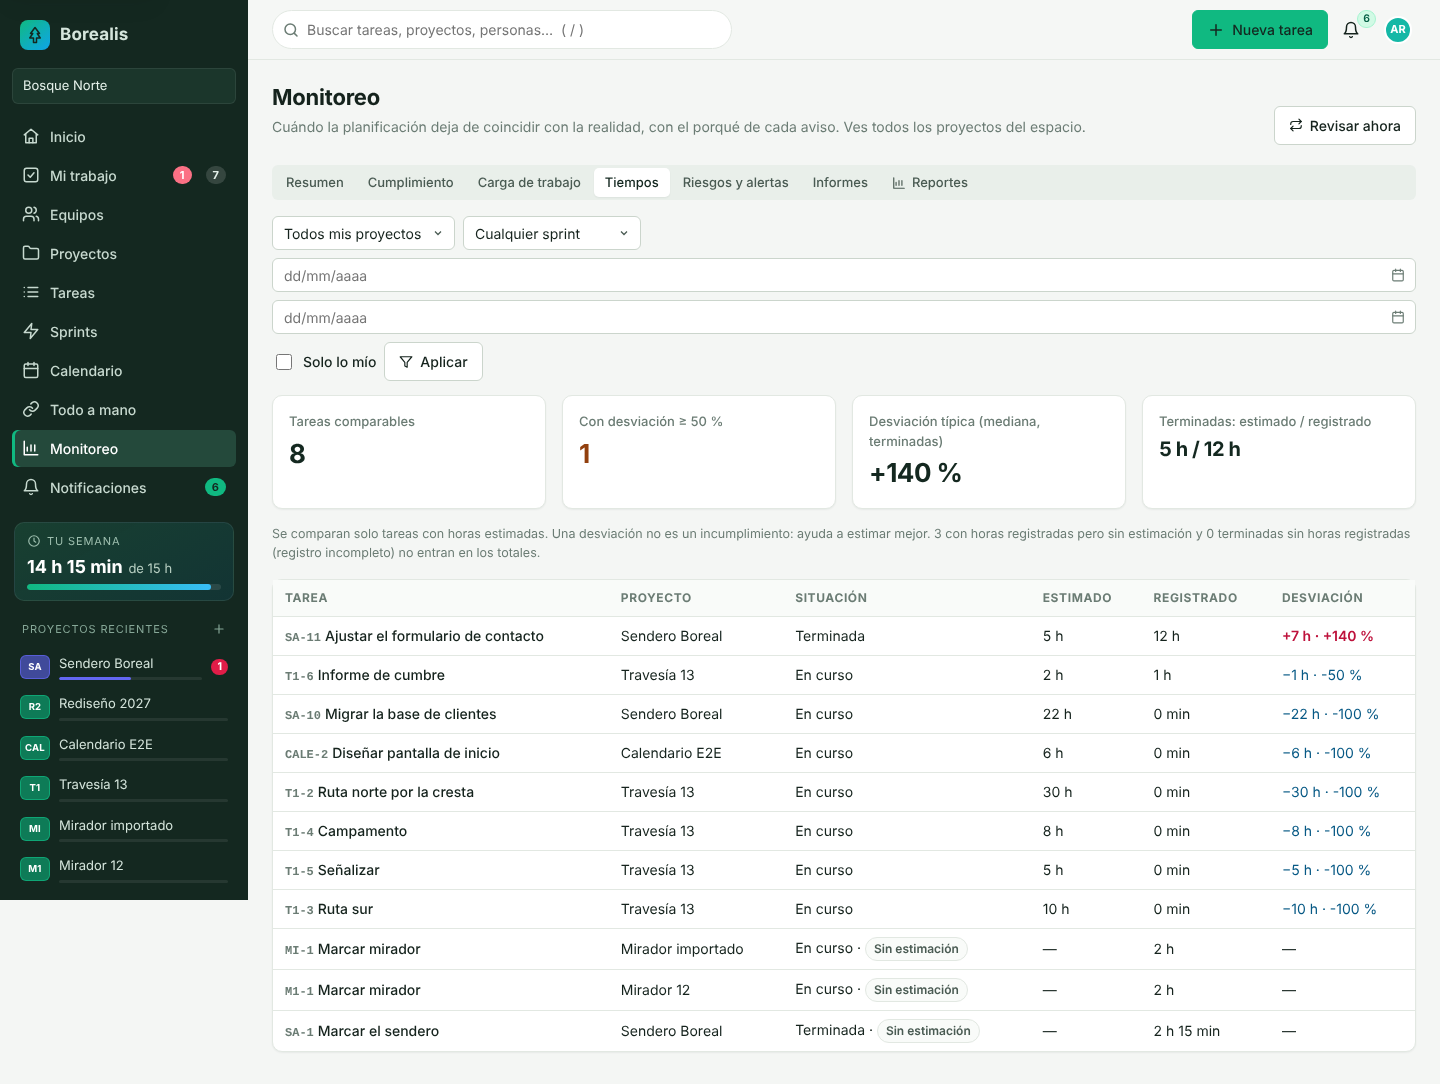 Borealis
Bosque Norte
Inicio
Mi trabajo 1 7
Equipos
Proyectos
Tareas
Sprints
Calendario
Todo a mano
Monitoreo
Notificaciones 6
TU SEMANA
14 h 15 min de 15 h
PROYECTOS RECIENTES
SA Sendero Boreal 1
R2 Rediseño 2027
CAL Calendario E2E
T1 Travesía 13
MI Mirador importado
M1 Mirador 12
Buscar tareas, proyectos, personas... ( / )
Nueva tarea
6
AR
Monitoreo
Cuándo la planificación deja de coincidir con la realidad, con el porqué de cada aviso. Ves todos los proyectos del espacio.
Revisar ahora
Resumen Cumplimiento Carga de trabajo Tiempos Riesgos y alertas Informes Reportes
Todos mis proyectos Cualquier sprint
dd/mm/aaaa
dd/mm/aaaa
Solo lo mío Aplicar
Tareas comparables
8
Con desviación ≥ 50 %
1
Desviación típica (mediana,
terminadas)
+140 %
Terminadas: estimado / registrado
5 h / 12 h
Se comparan solo tareas con horas estimadas. Una desviación no es un incumplimiento: ayuda a estimar mejor. 3 con horas registradas pero sin estimación y 0 terminadas sin horas registradas
(registro incompleto) no entran en los totales.
TAREA PROYECTO SITUACIÓN ESTIMADO REGISTRADO DESVIACIÓN
SA-11 Ajustar el formulario de contacto Sendero Boreal Terminada 5 h 12 h +7 h · +140 %
T1-6 Informe de cumbre Travesía 13 En curso 2 h 1 h −1 h · -50 %
SA-10 Migrar la base de clientes Sendero Boreal En curso 22 h 0 min −22 h · -100 %
CALE-2 Diseñar pantalla de inicio Calendario E2E En curso 6 h 0 min −6 h · -100 %
T1-2 Ruta norte por la cresta Travesía 13 En curso 30 h 0 min −30 h · -100 %
T1-4 Campamento Travesía 13 En curso 8 h 0 min −8 h · -100 %
T1-5 Señalizar Travesía 13 En curso 5 h 0 min −5 h · -100 %
T1-3 Ruta sur Travesía 13 En curso 10 h 0 min −10 h · -100 %
MI-1 Marcar mirador Mirador importado En curso · Sin estimación — 2 h —
M1-1 Marcar mirador Mirador 12 En curso · Sin estimación — 2 h —
SA-1 Marcar el sendero Sendero Boreal Terminada · Sin estimación — 2 h 15 min —